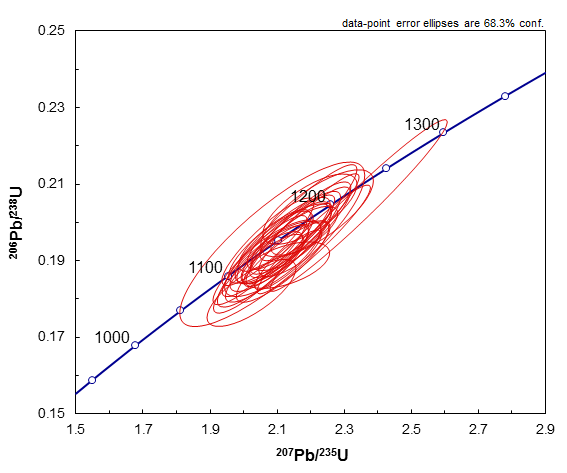 data-point error ellipses are 68.3% conf.
0.25
0.23
1300
0.21
1200
206Pb/238U
0.19
1100
0.17
1000
0.15
1.5 1.7 1.9 2.1 2.3 2.5 2.7 2.9
207Pb/235U